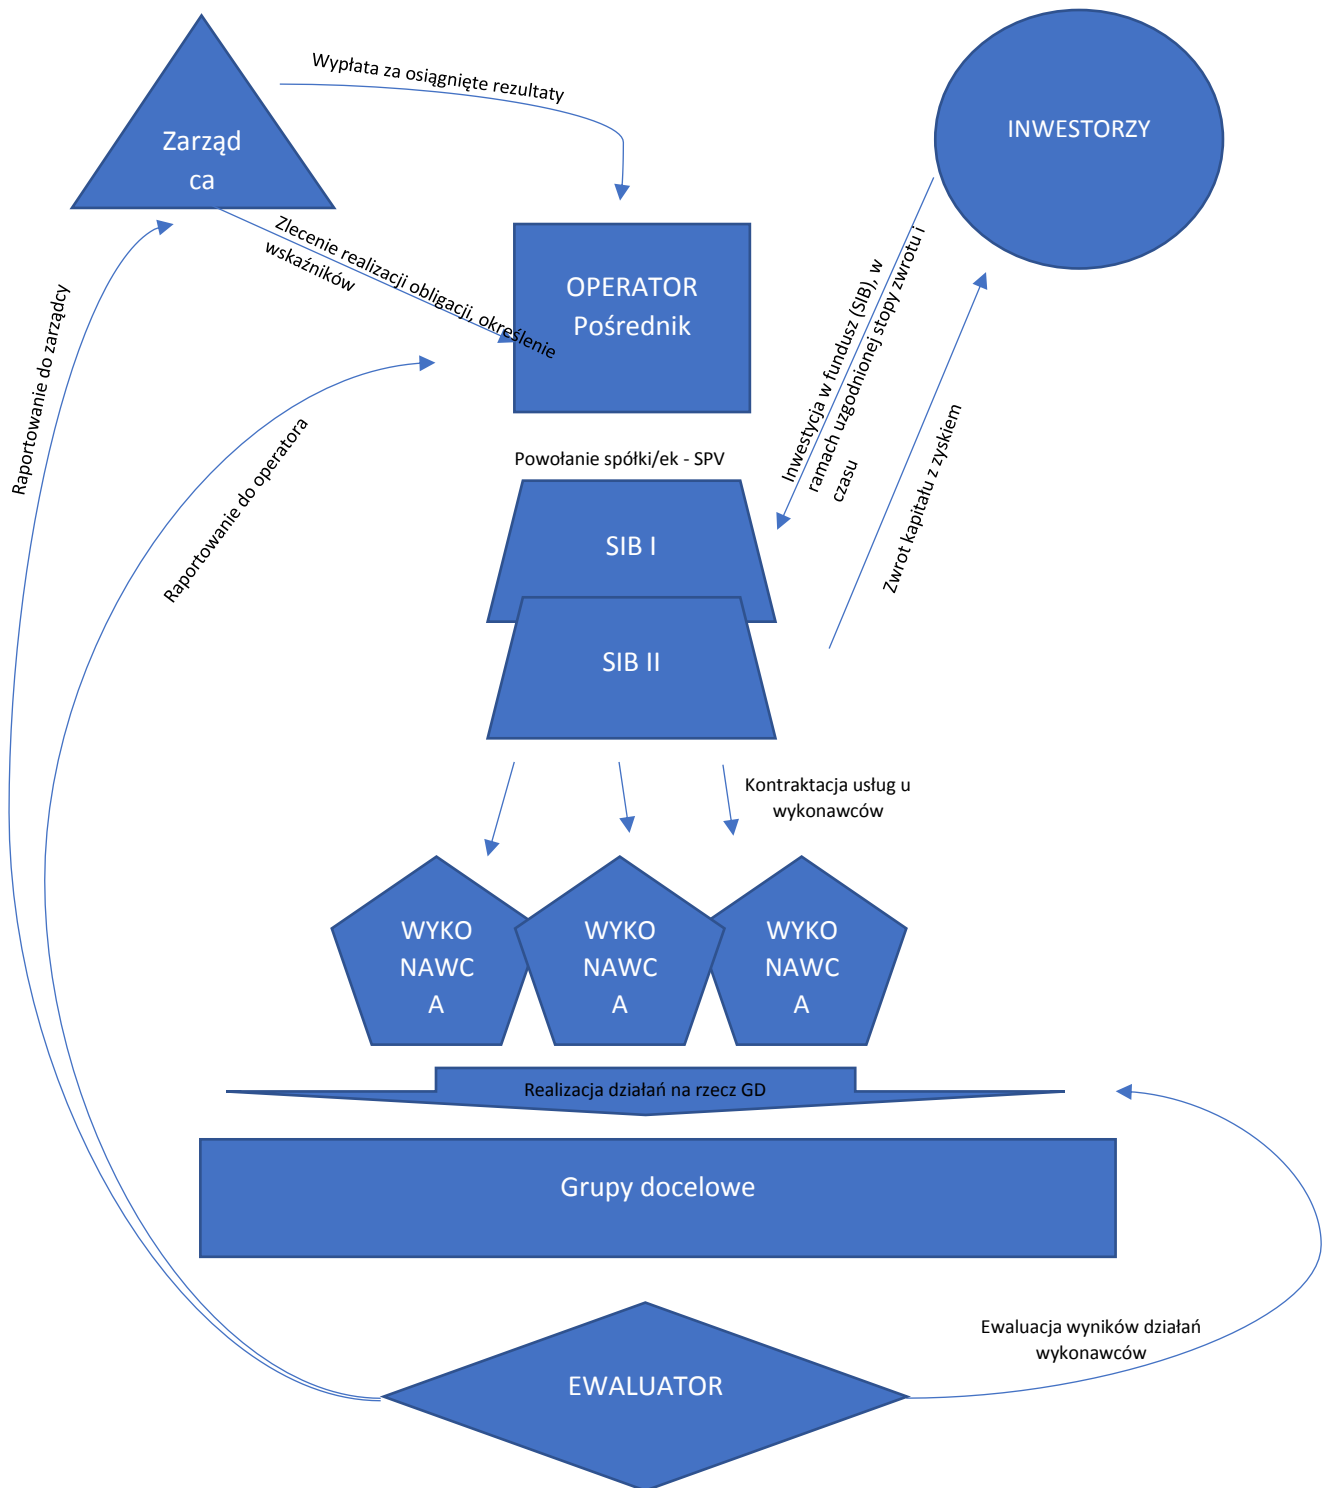 Wypłata za osiągnięte rezultaty
Zarząd
ca
INWESTORZY
Zlecenie realizacji obligacji, określenie
wskaźników
OPERATOR
Pośrednik
Inwestycja w fundusz (SIB), w
ramach uzgodnionej stopy zwrotu i
czasu
Zwrot kapitału z zyskiem
Raportowanie do zarządcy
Raportowanie do operatora
Powołanie spółki/ek - SPV
SIB I
SIB II
Kontraktacja usług u
wykonawców
WYKO
NAWC
A
WYKO
NAWC
A
WYKO
NAWC
A
Realizacja działań na rzecz GD
Grupy docelowe
Ewaluacja wyników działań
wykonawców
EWALUATOR